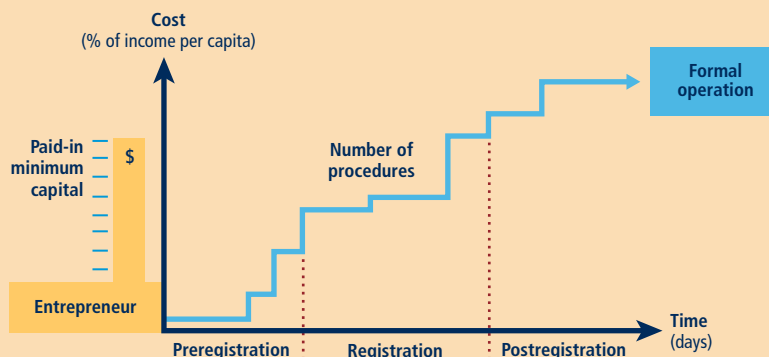 Cost
(% of income per capita)
Formal
operation
Paid-in
minimum
capital
$
Number of
procedures
Entrepreneur
Time
(days)
Preregistration
Registration
Postregistration